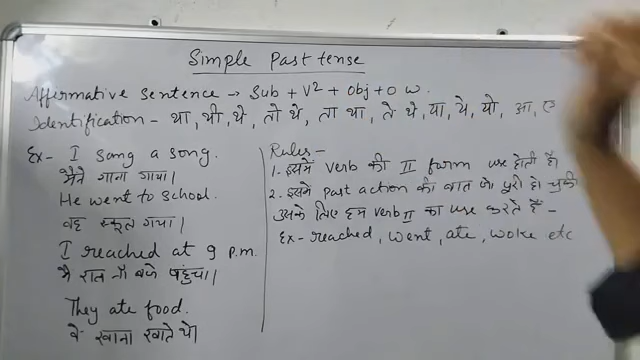 Simple Past tense
Affermative sentence → Sub + V² + Obj + O w.
Identification - था, थी, थे, तो थे, ता था, ते थे, या, ये, यो, आ, ए
Ex- I sang a song.
मैंने गाना गाया।
He went to school.
वह स्कूल गया।
I reached at 9 p.m.
मै रात नौ बजे पहुंचा।
They ate food.
वे खाना खाते थे।
Rules -
1. इसमें verb की II form use होती है।
2. इसमे Past action की बात जो पूरी हो चुकी
उसके लिए हम verb II का use करते हैं -
Ex- reached, went, ate, woke etc